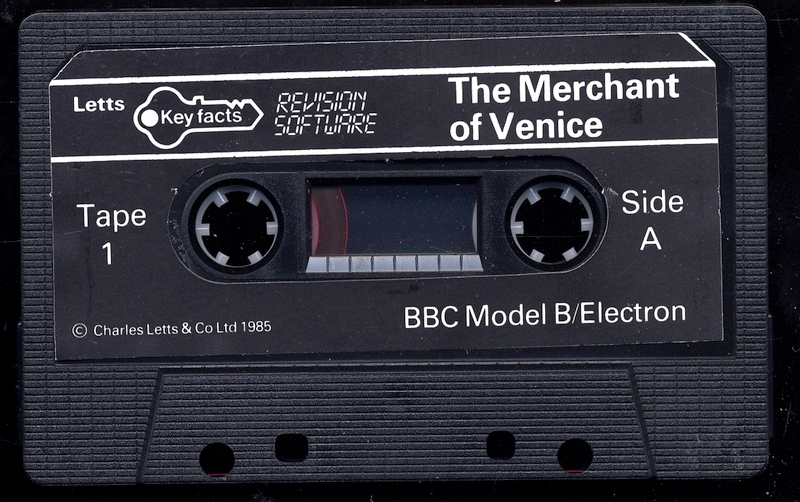 Letts
Key facts
REVISION
SOFTWARE
The Merchant
of Venice
Tape
1
Side
A
© Charles Letts & Co Ltd 1985
BBC Model B/Electron